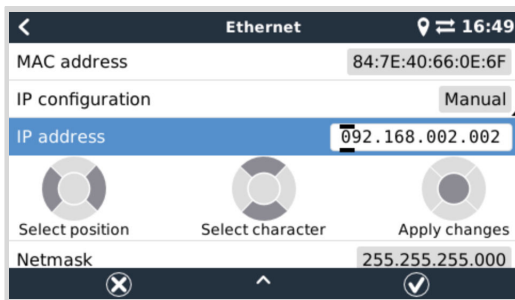 Ethernet 16:49
MAC address 84:7E:40:66:0E:6F
IP configuration Manual
IP address 092.168.002.002
Select position Select character Apply changes
Netmask 255.255.255.000